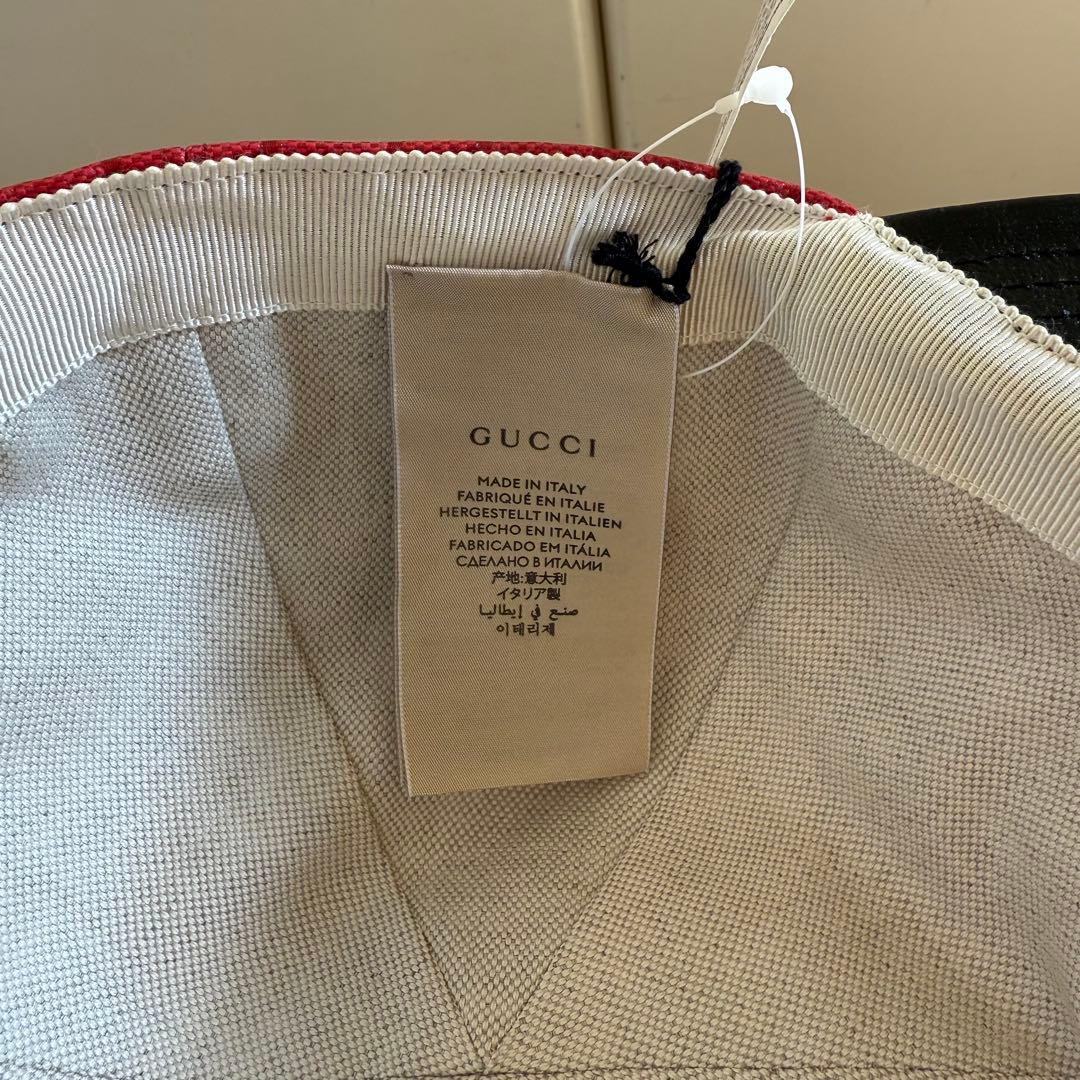 GUCCI
MADE IN ITALY
FABRIQUÉ EN ITALIE
HERGESTELLT IN ITALIEN
HECHO EN ITALIA
FABRICADO EM ITÁLIA
СДЕЛАНО В ИТАЛИИ
产地:意大利
イタリア製
صنع في إيطاليا
이태리제